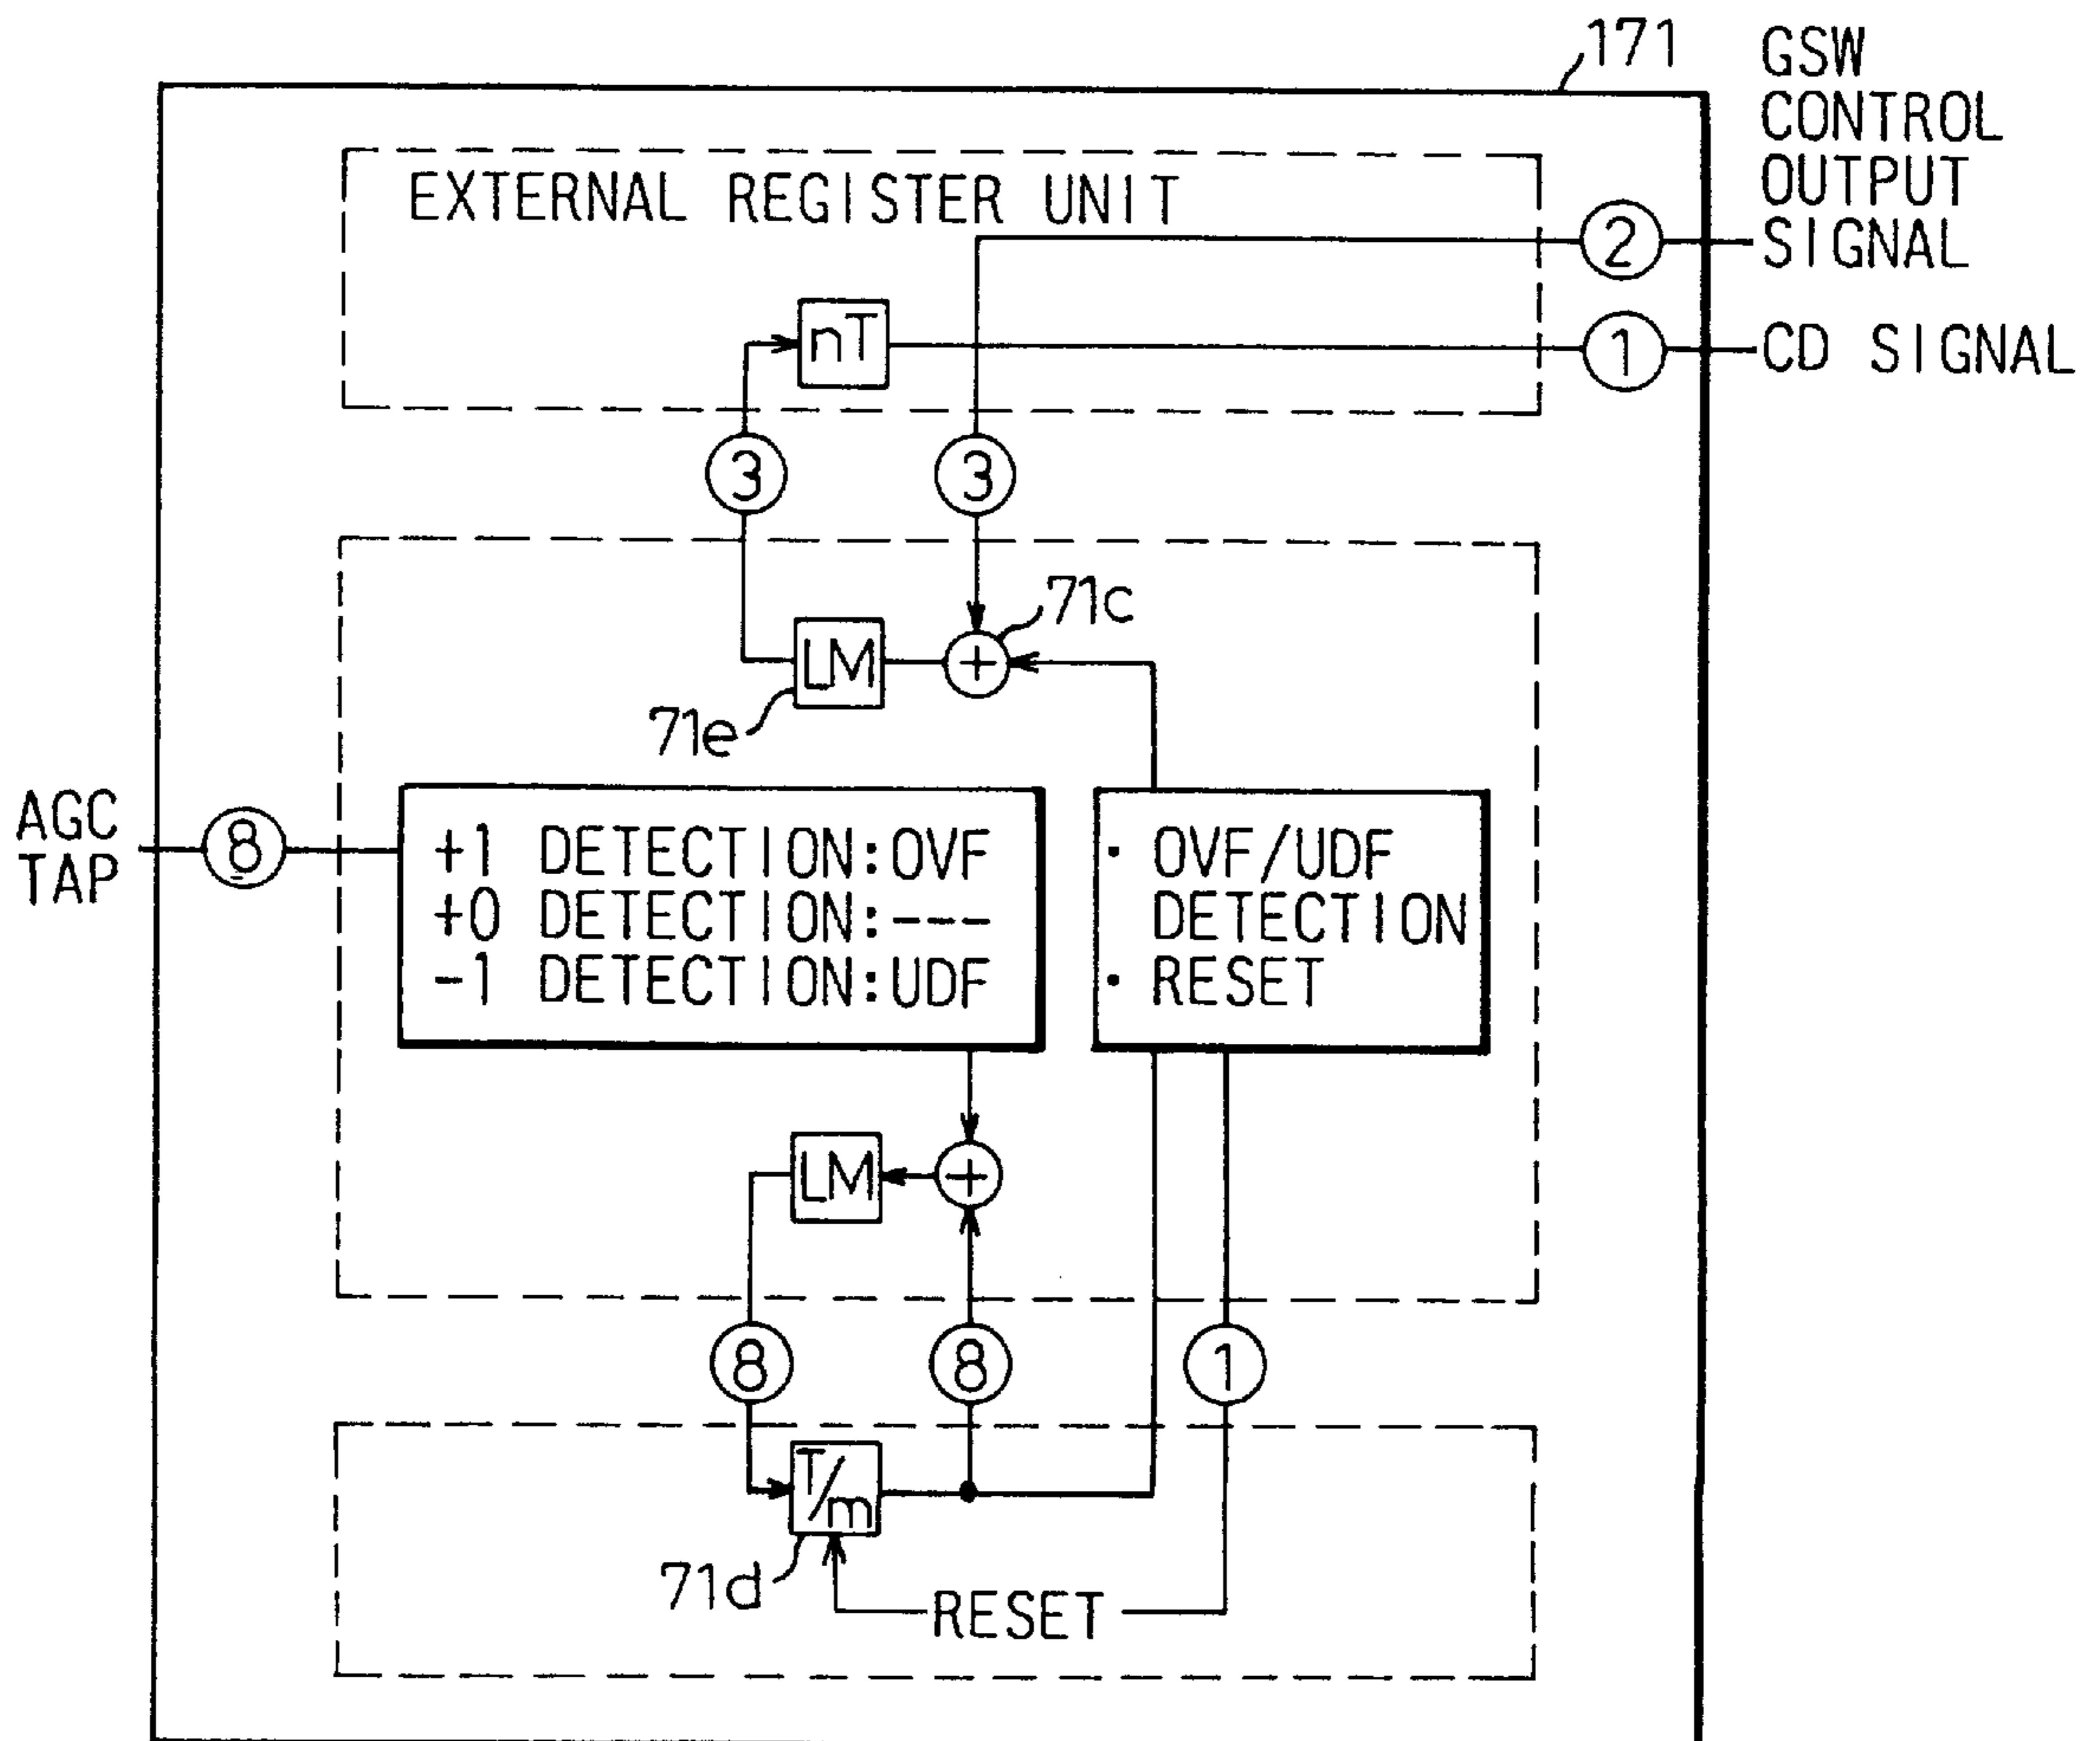 171
GSW
CONTROL
OUTPUT
SIGNAL
EXTERNAL REGISTER UNIT
2
nT
1
CD SIGNAL
3
3
71c
LM
+
71e
AGC
TAP
8
+1 DETECTION:OVF
+0 DETECTION:---
-1 DETECTION:UDF
· OVF/UDF
DETECTION
· RESET
LM
+
8
8
1
T/m
71d
RESET